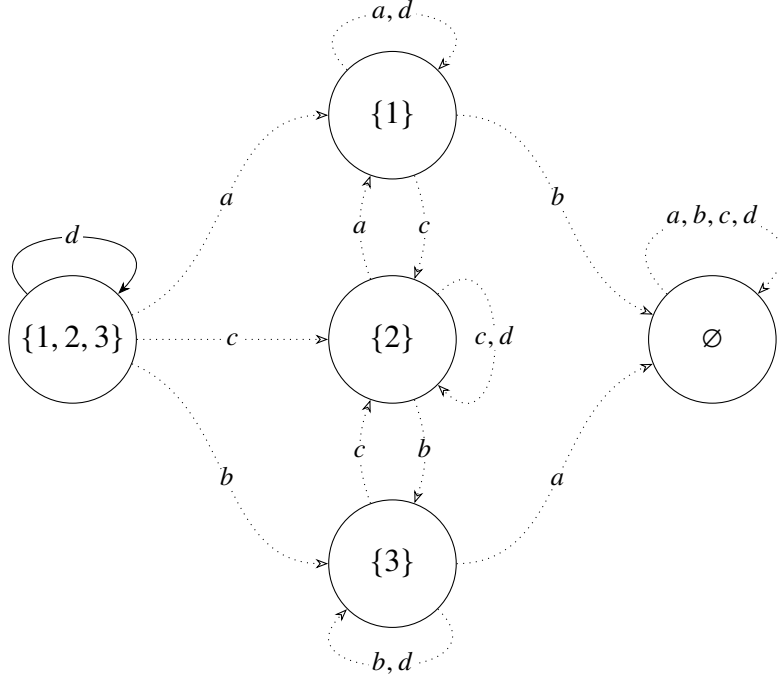 a, d
{1}
a
b
a
c
a, b, c, d
d
{1, 2, 3}
c
{2}
c, d
∅
c
b
b
a
{3}
b, d